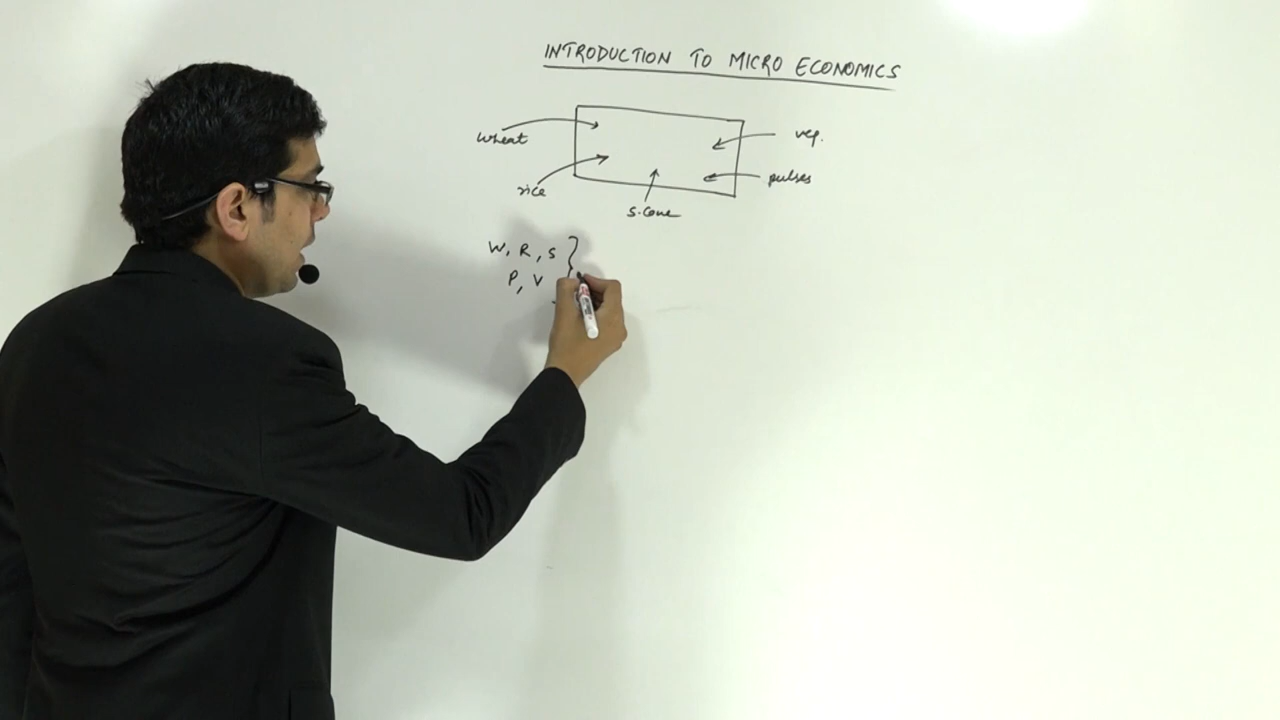 INTRODUCTION TO MICRO ECONOMICS
wheat
veg.
rice
pulses
s.cane
W, R, S
P, V